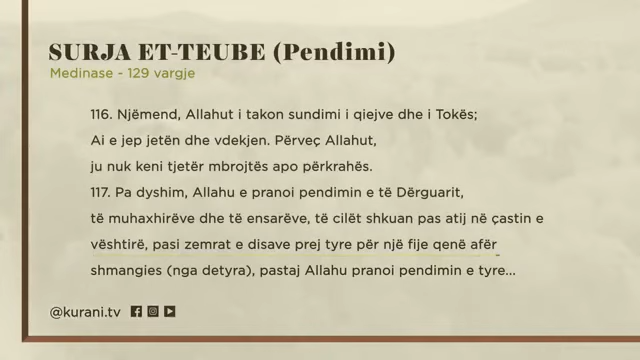 SURJA ET-TEUBE (Pendimi)
Medinase - 129 vargje
116. Njëmend, Allahut i takon sundimi i qiejve dhe i Tokës;
Ai e jep jetën dhe vdekjen. Përveç Allahut,
ju nuk keni tjetër mbrojtës apo përkrahës.
117. Pa dyshim, Allahu e pranoi pendimin e të Dërguarit,
të muhaxhirëve dhe të ensarëve, të cilët shkuan pas atij në çastin e
vështirë, pasi zemrat e disave prej tyre për një fije qenë afër
shmangies (nga detyra), pastaj Allahu pranoi pendimin e tyre...
@kurani.tv